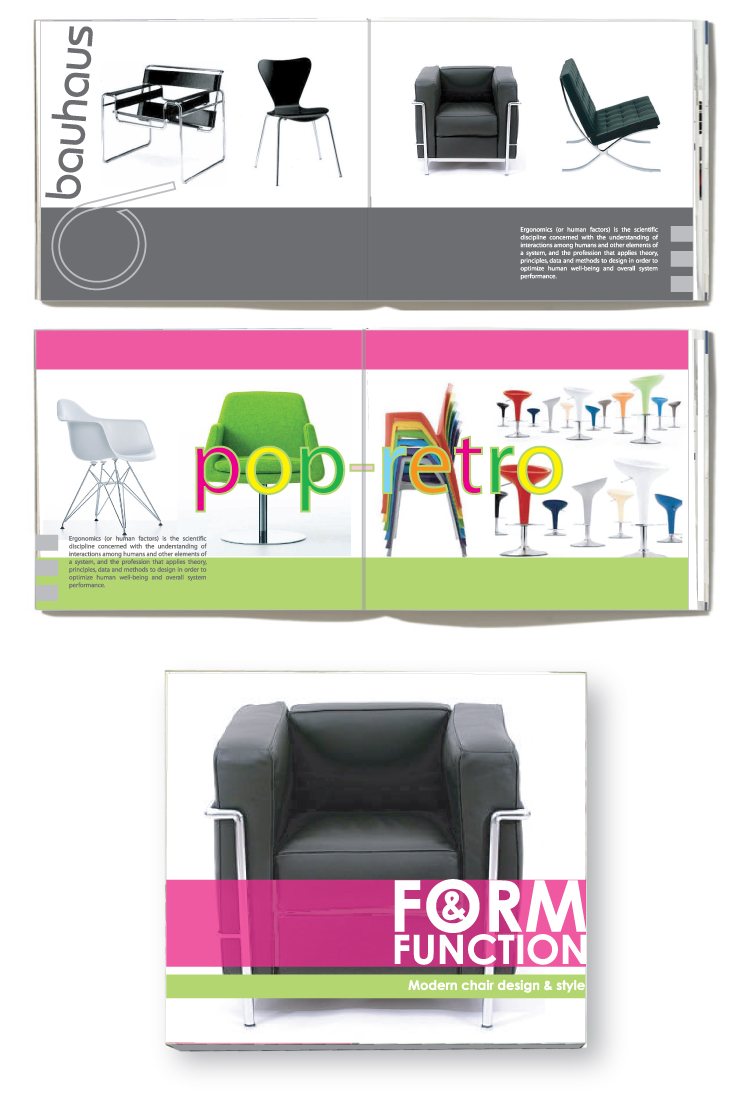 bauhaus
Ergonomics (or human factors) is the scientific
discipline concerned with the understanding of
interactions among humans and other elements of
a system, and the profession that applies theory,
principles, data and methods to design in order to
optimize human well-being and overall system
performance.
pop-retro
Ergonomics (or human factors) is the scientific
discipline concerned with the understanding of
interactions among humans and other elements of
a system, and the profession that applies theory,
principles, data and methods to design in order to
optimize human well-being and overall system
performance.
F&RM
FUNCTION
Modern chair design & style